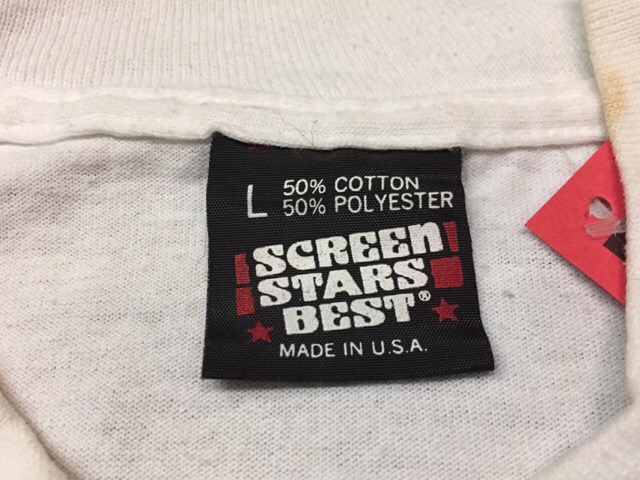 L 50% COTTON
50% POLYESTER
SCREEN
STARS
BEST®
MADE IN U.S.A.